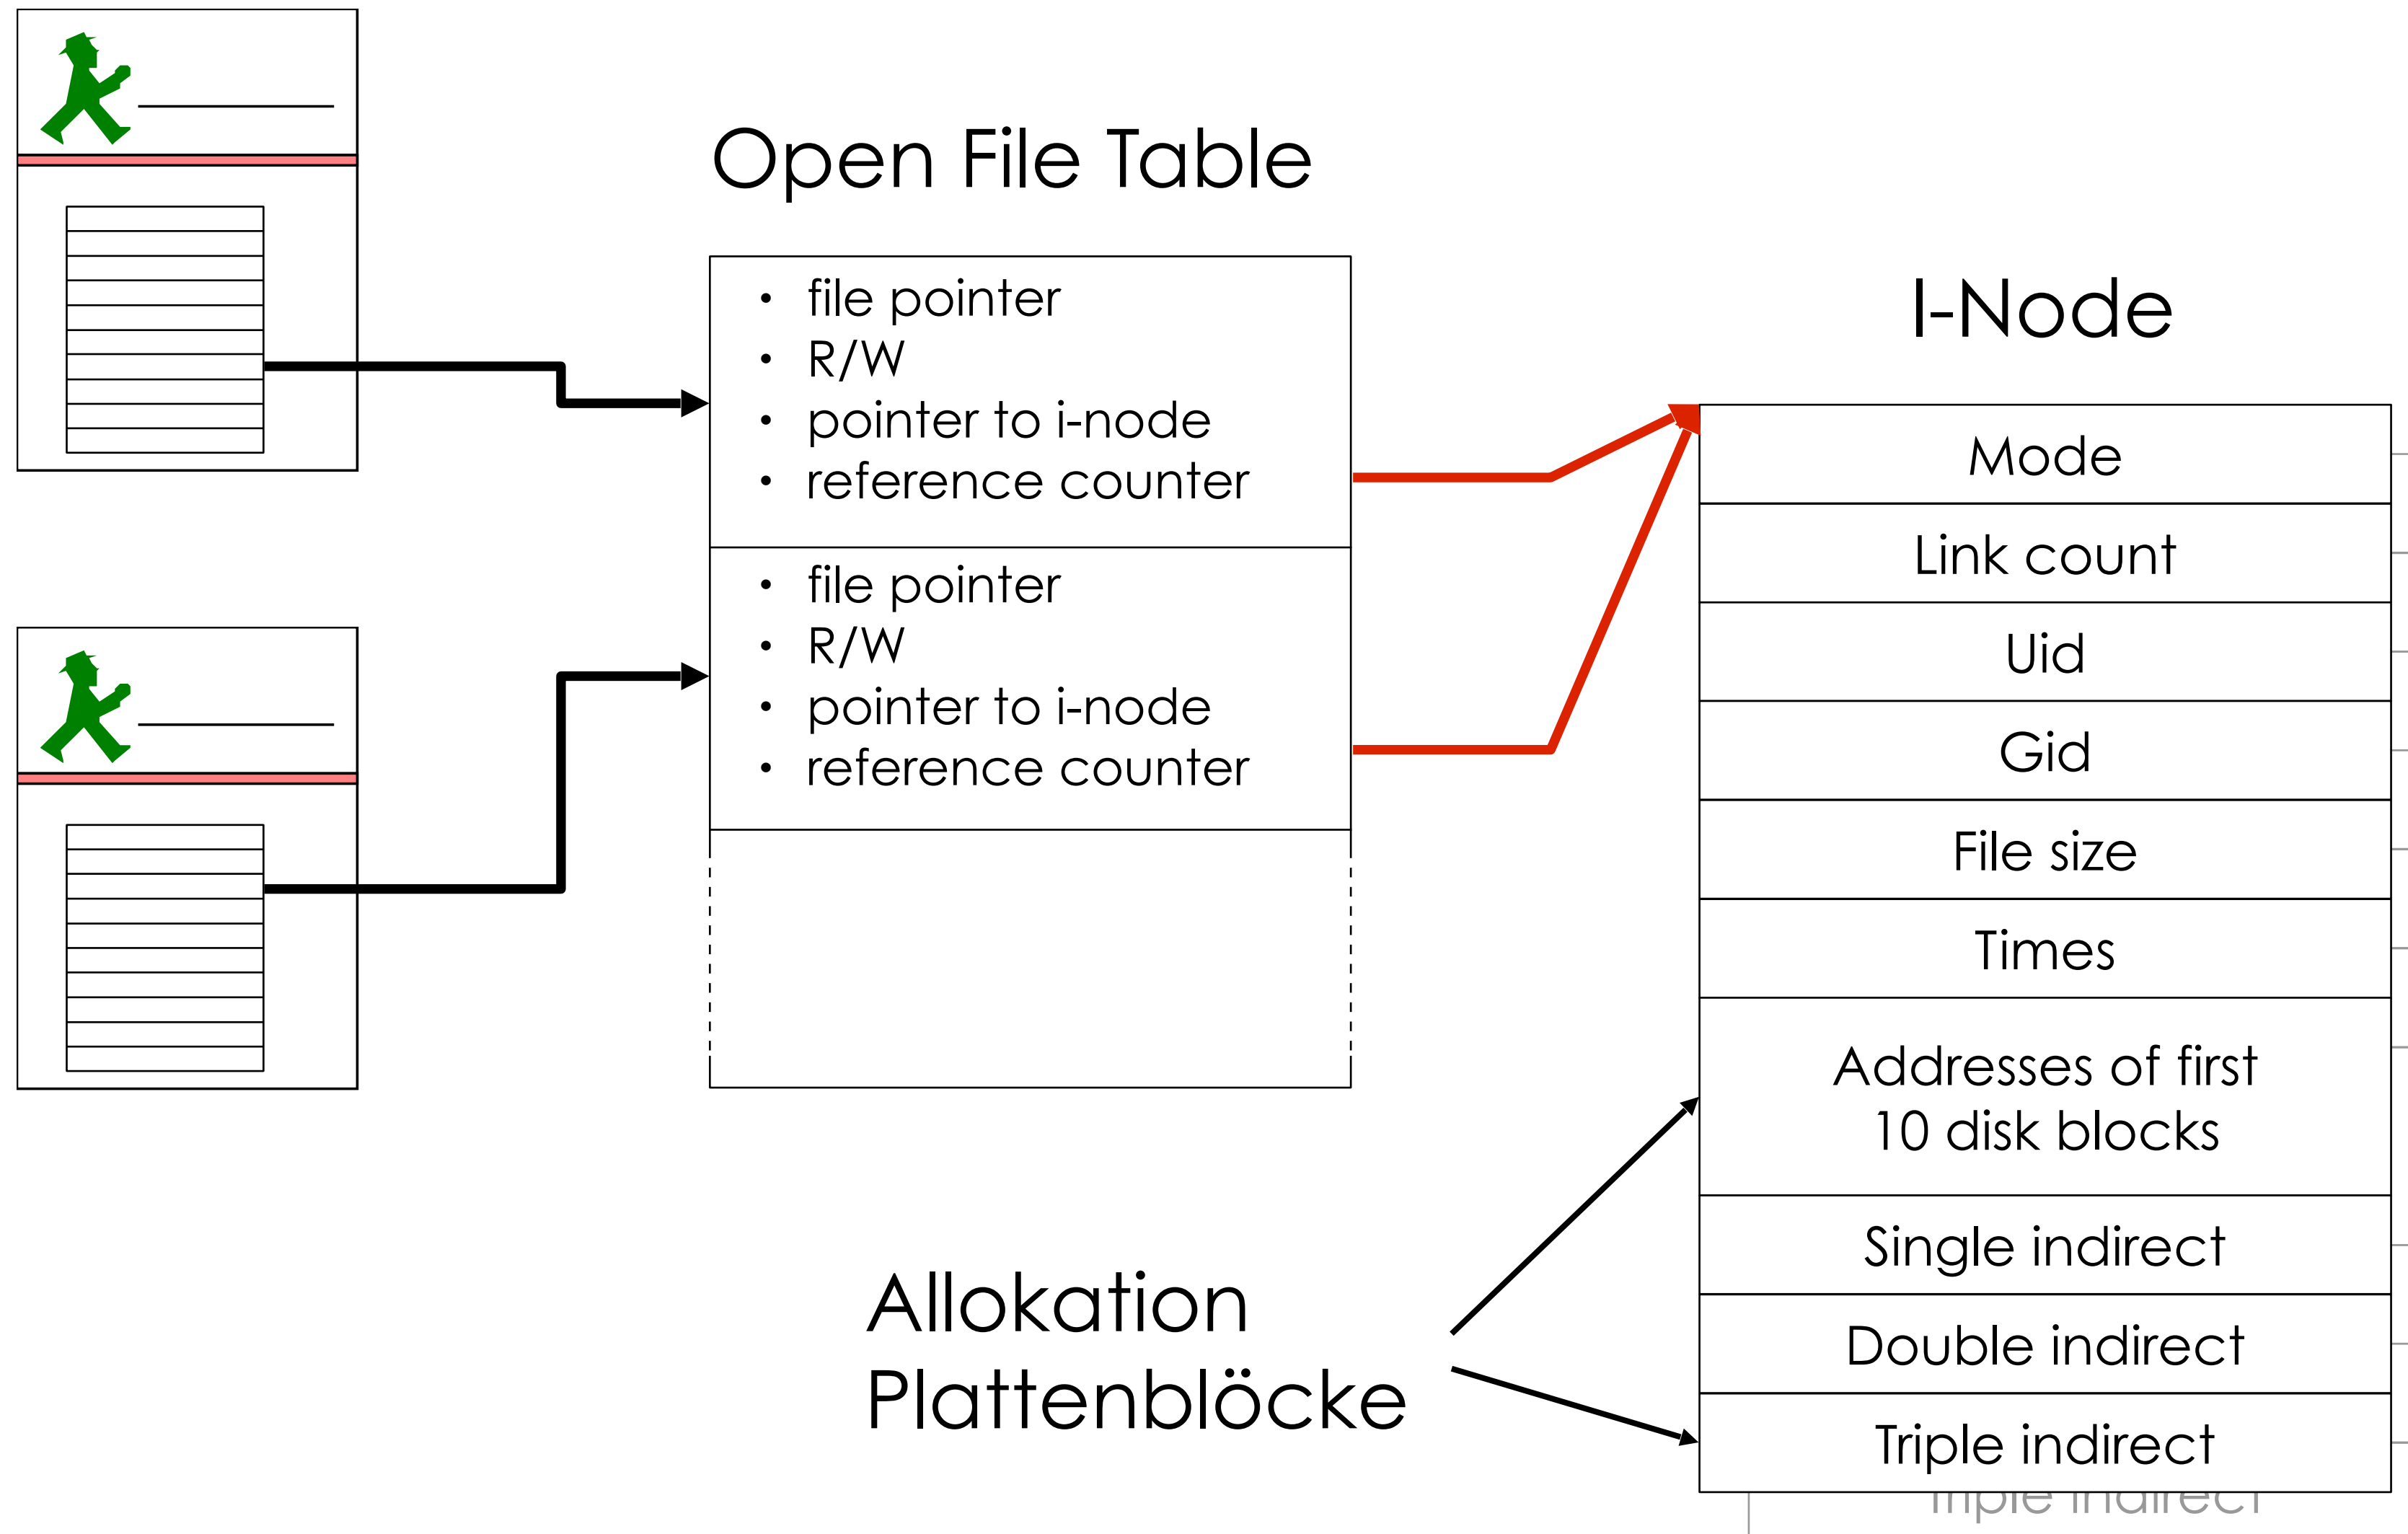 Open File Table
• file pointer
• R/W
• pointer to i-node
• reference counter
• file pointer
• R/W
• pointer to i-node
• reference counter
I-Node
Mode
Link count
Uid
Gid
File size
Times
Addresses of first
10 disk blocks
Single indirect
Double indirect
Triple indirect
Triple indirect
Allokation
Plattenblöcke